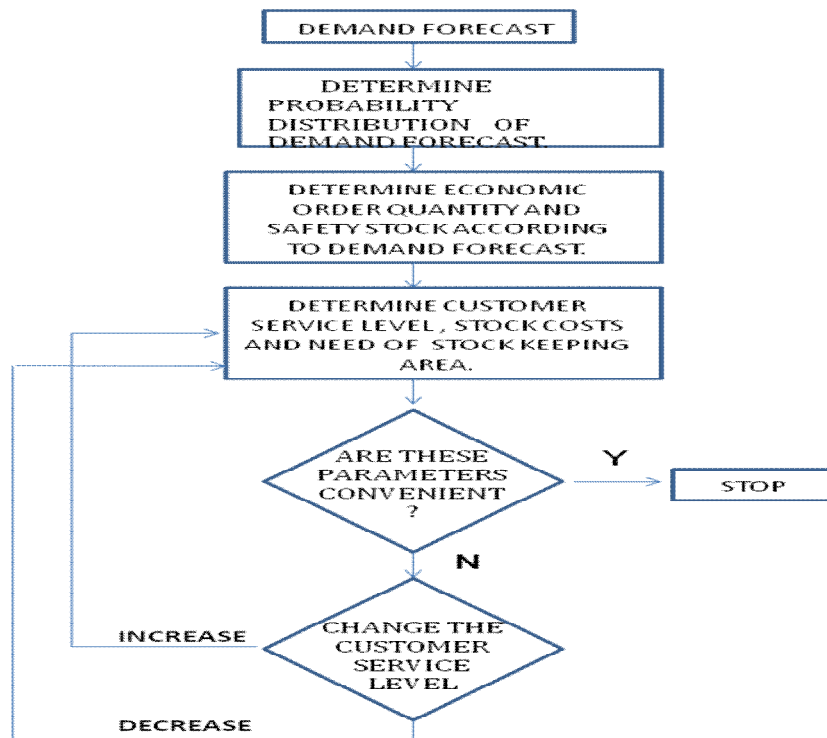 DEMAND FORECAST
DETERMINE
PROBABILITY
DISTRIBUTION OF
DEMAND FORECAST.
DETERMINE ECONOMIC
ORDER QUANTITY AND
SAFETY STOCK ACCORDING
TO DEMAND FORECAST.
DETERMINE CUSTOMER
SERVICE LEVEL, STOCK COSTS
AND NEED OF STOCK KEEPING
AREA.
ARE THESE
PARAMETERS
CONVENIENT
?
Y
STOP
N
CHANGE THE
CUSTOMER
SERVICE
LEVEL
INCREASE
DECREASE